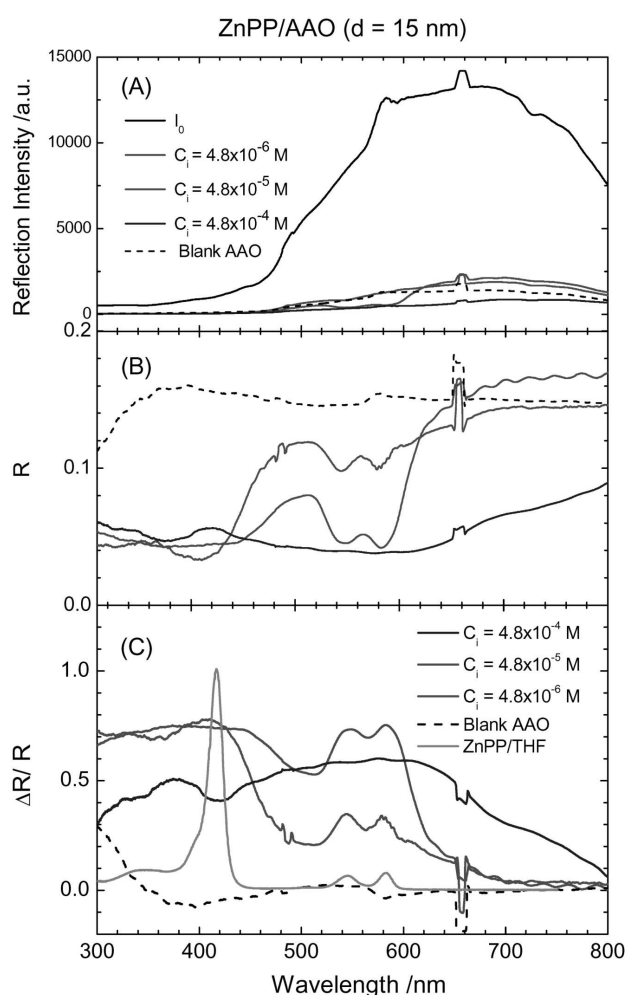 ZnPP/AAO (d = 15 nm)
Reflection Intensity /a.u.
15000
10000
5000
0
(A)
I₀
Cᵢ = 4.8x10⁻⁶ M
Cᵢ = 4.8x10⁻⁵ M
Cᵢ = 4.8x10⁻⁴ M
Blank AAO
R
0.2
0.1
0.0
(B)
ΔR/ R
1.0
0.5
0.0
(C)
Cᵢ = 4.8x10⁻⁴ M
Cᵢ = 4.8x10⁻⁵ M
Cᵢ = 4.8x10⁻⁶ M
Blank AAO
ZnPP/THF
300 400 500 600 700 800
Wavelength /nm